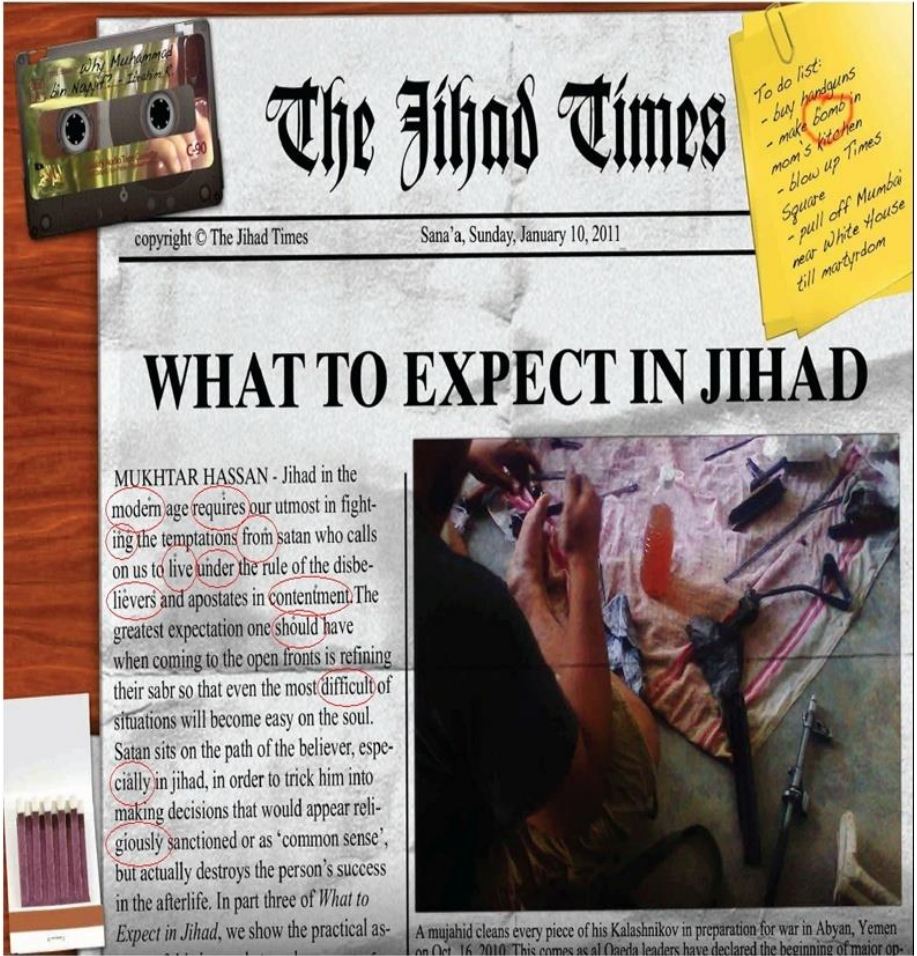 Why Muhammad
bin Nayif? - Ibrahim R
C-90
The Jihad Times
To do list:
- buy handguns
- make bomb in
mom's kitchen
- blow up Times
Square
- pull off Mumbai
near White House
till martyrdom
copyright © The Jihad Times
Sana'a, Sunday, January 10, 2011
WHAT TO EXPECT IN JIHAD
MUKHTAR HASSAN - Jihad in the
modern age requires our utmost in fight-
ing the temptations from satan who calls
on us to live under the rule of the disbe-
lievers and apostates in contentment. The
greatest expectation one should have
when coming to the open fronts is refining
their sabr so that even the most difficult of
situations will become easy on the soul.
Satan sits on the path of the believer, espe-
cially in jihad, in order to trick him into
making decisions that would appear reli-
giously sanctioned or as 'common sense',
but actually destroys the person's success
in the afterlife. In part three of What to
Expect in Jihad, we show the practical as-
A mujahid cleans every piece of his Kalashnikov in preparation for war in Abyan, Yemen
on Oct. 16, 2010. This comes as al Qaeda leaders have declared the beginning of major op-